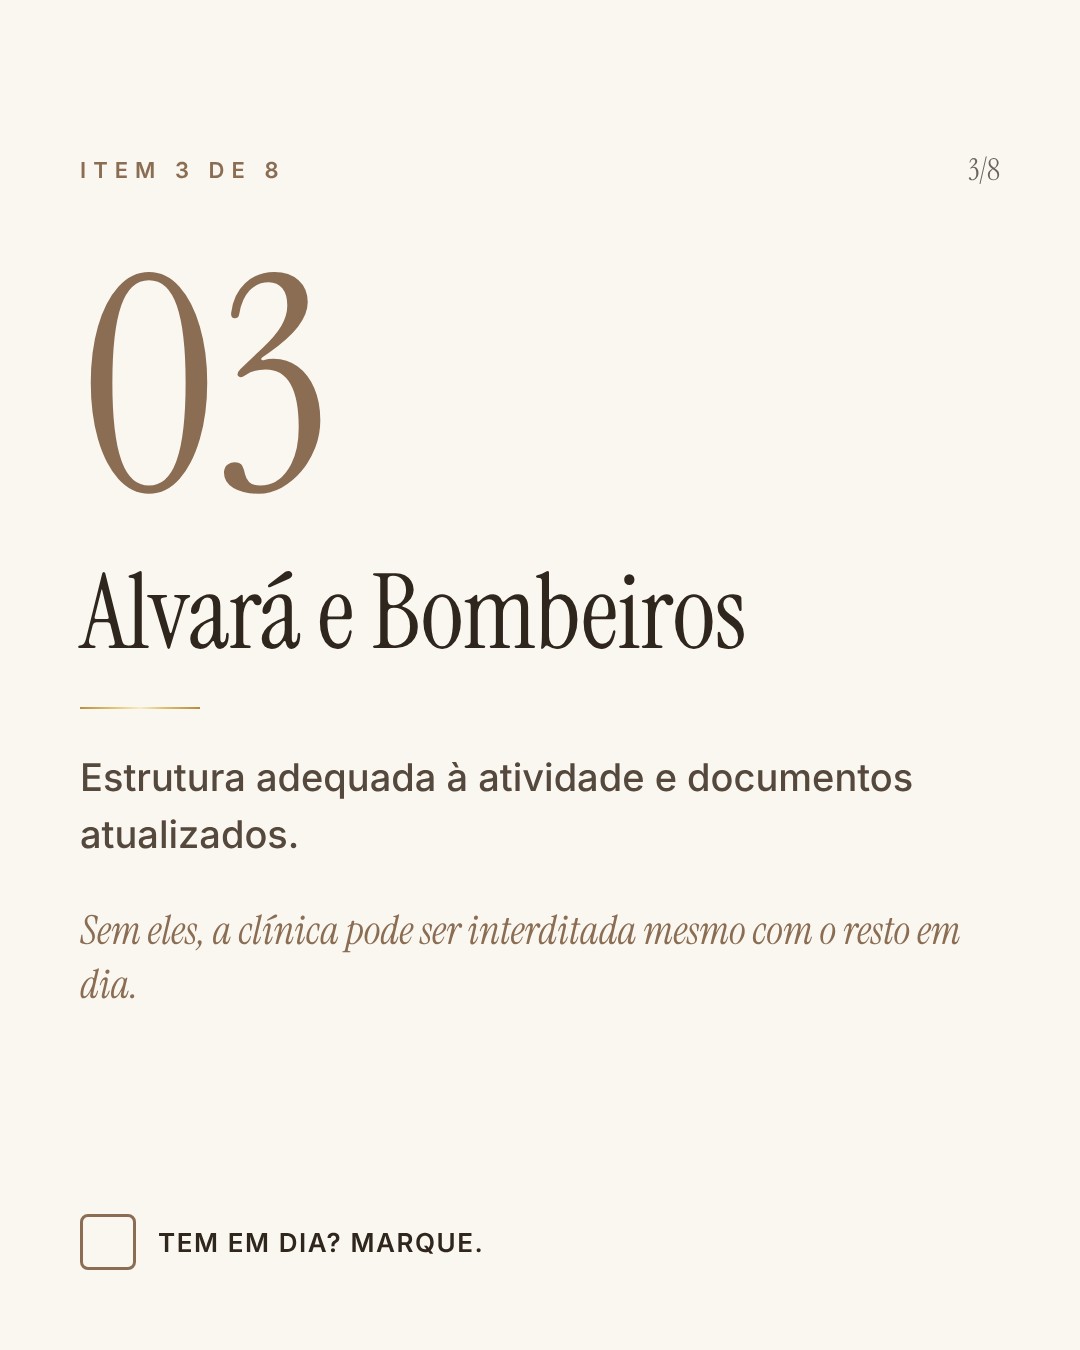 ITEM 3 DE 8
3/8
03
Alvará e Bombeiros
Estrutura adequada à atividade e documentos
atualizados.
Sem eles, a clínica pode ser interditada mesmo com o resto em
dia.
TEM EM DIA? MARQUE.